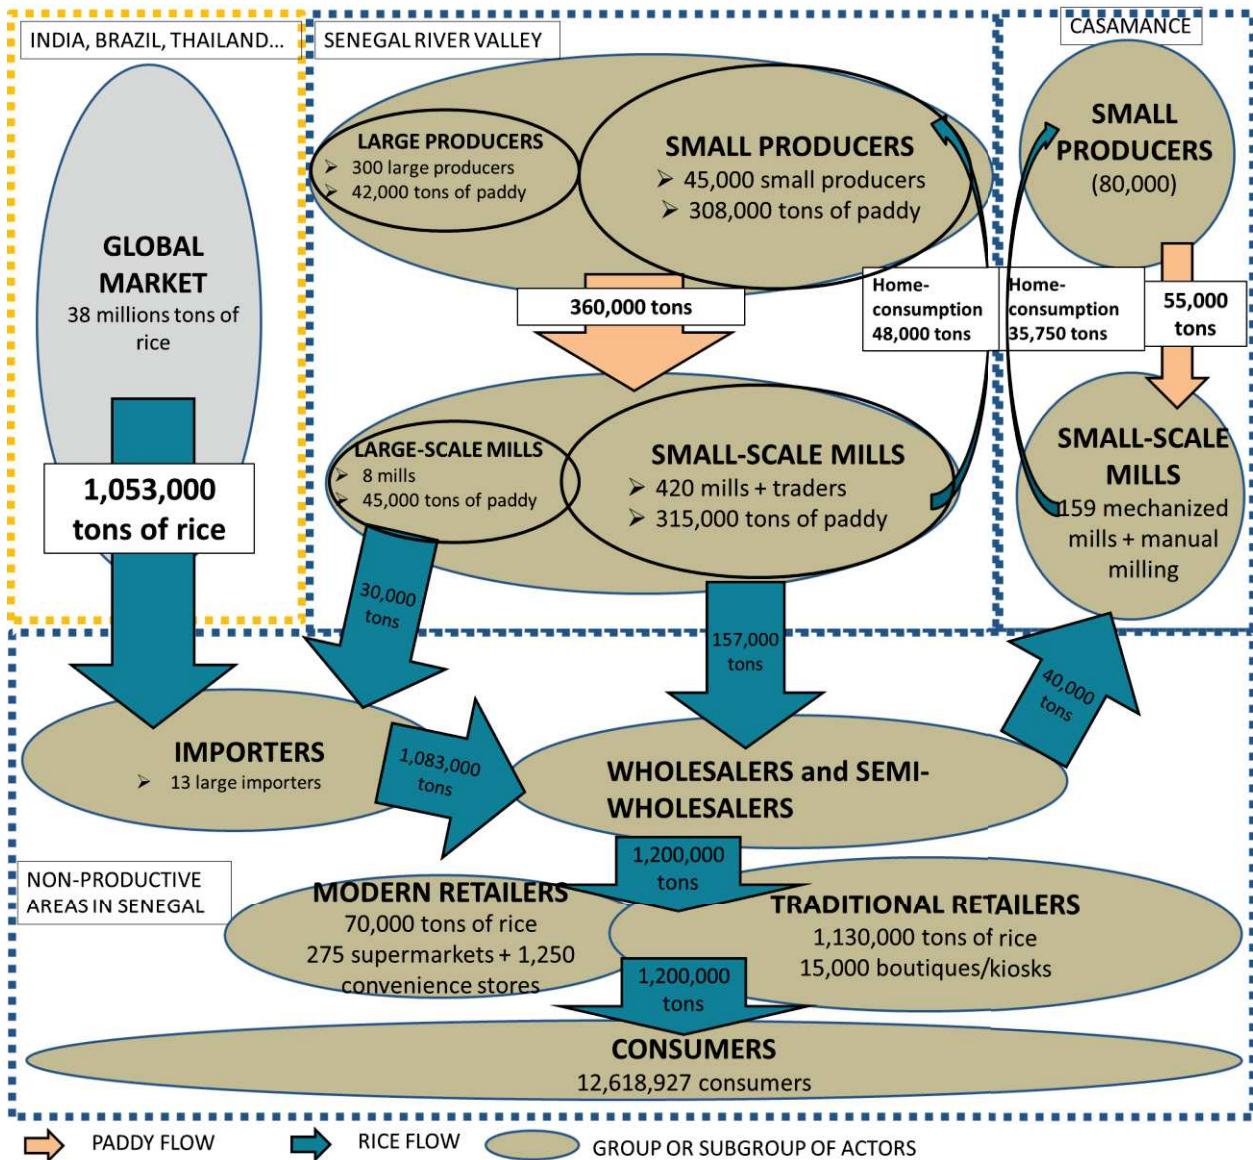 INDIA, BRAZIL, THAILAND...
SENEGAL RIVER VALLEY
CASAMANCE
GLOBAL
MARKET
38 millions tons of
rice
1,053,000
tons of rice
LARGE PRODUCERS
➢ 300 large producers
➢ 42,000 tons of paddy
SMALL PRODUCERS
➢ 45,000 small producers
➢ 308,000 tons of paddy
SMALL
PRODUCERS
(80,000)
360,000 tons
Home-
consumption
48,000 tons
Home-
consumption
35,750 tons
55,000
tons
LARGE-SCALE MILLS
➢ 8 mills
➢ 45,000 tons of paddy
SMALL-SCALE MILLS
➢ 420 mills + traders
➢ 315,000 tons of paddy
SMALL-SCALE
MILLS
159 mechanized
mills + manual
milling
30,000
tons
157,000
tons
40,000
tons
IMPORTERS
➢ 13 large importers
1,083,000
tons
WHOLESALERS and SEMI-
WHOLESALERS
1,200,000
tons
NON-PRODUCTIVE
AREAS IN SENEGAL
MODERN RETAILERS
70,000 tons of rice
275 supermarkets + 1,250
convenience stores
TRADITIONAL RETAILERS
1,130,000 tons of rice
15,000 boutiques/kiosks
1,200,000
tons
CONSUMERS
12,618,927 consumers
PADDY FLOW
RICE FLOW
GROUP OR SUBGROUP OF ACTORS